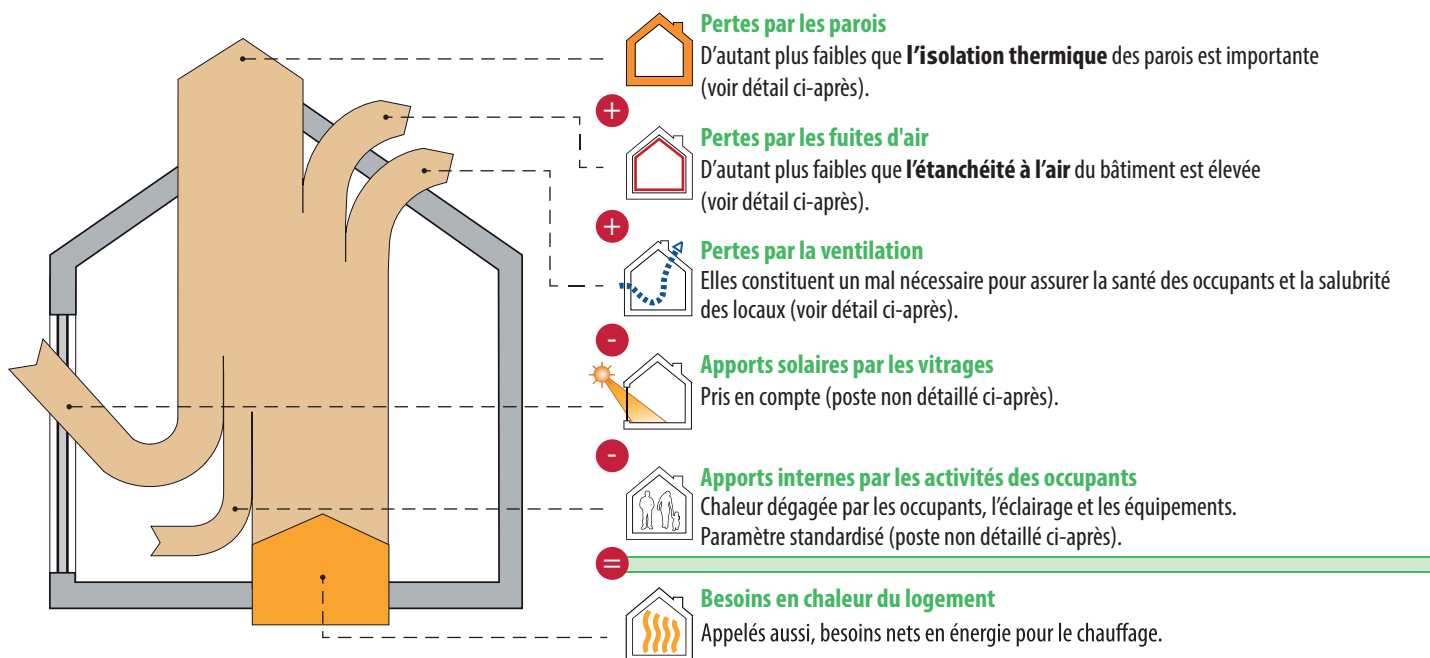 Pertes par les parois
D'autant plus faibles que l'isolation thermique des parois est importante
(voir détail ci-après).
+
Pertes par les fuites d'air
D'autant plus faibles que l'étanchéité à l'air du bâtiment est élevée
(voir détail ci-après).
+
Pertes par la ventilation
Elles constituent un mal nécessaire pour assurer la santé des occupants et la salubrité
des locaux (voir détail ci-après).
-
Apports solaires par les vitrages
Pris en compte (poste non détaillé ci-après).
-
Apports internes par les activités des occupants
Chaleur dégagée par les occupants, l'éclairage et les équipements.
Paramètre standardisé (poste non détaillé ci-après).
=
Besoins en chaleur du logement
Appelés aussi, besoins nets en énergie pour le chauffage.